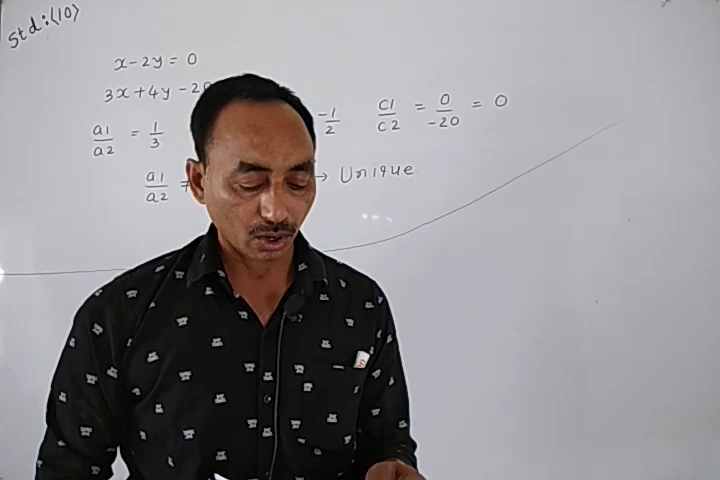 Std:(10)
x-2y = 0
3x+4y-20
a1/a2 = 1/3 -1/2 c1/c2 = 0/-20 = 0
a1/a2 ≠ → Unique